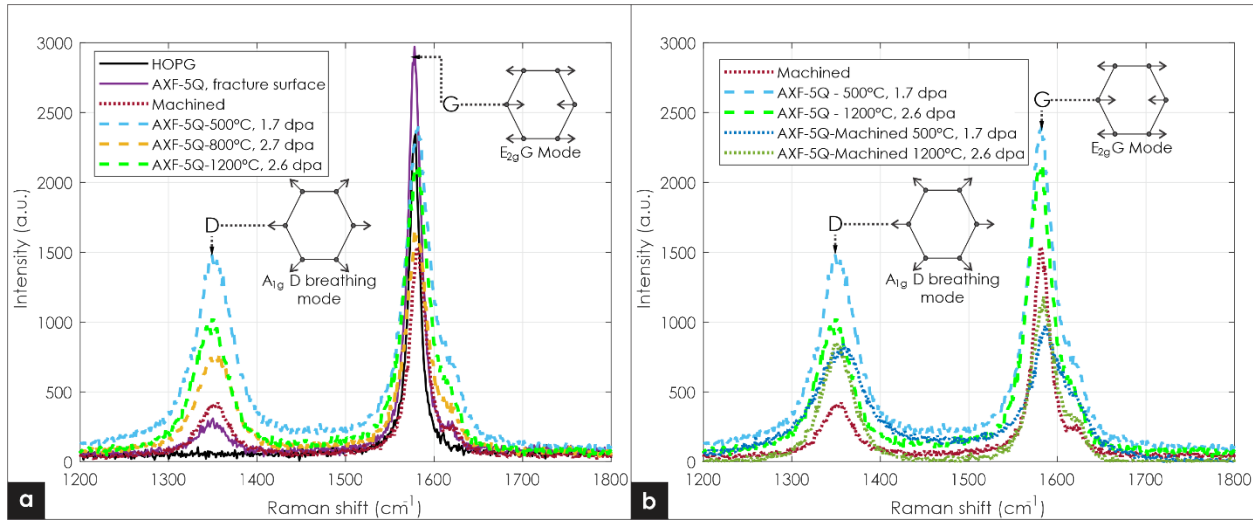 3000
2500
2000
1500
1000
500
0
Intensity (a.u.)
HOPG
AXF-5Q, fracture surface
Machined
AXF-5Q-500°C, 1.7 dpa
AXF-5Q-800°C, 2.7 dpa
AXF-5Q-1200°C, 2.6 dpa
G
E2gG Mode
D
A1g D breathing
mode
1200 1300 1400 1500 1600 1700 1800
Raman shift (cm-1)
a
3000
2500
2000
1500
1000
500
0
Intensity (a.u.)
Machined
AXF-5Q - 500°C, 1.7 dpa
AXF-5Q - 1200°C, 2.6 dpa
AXF-5Q-Machined 500°C, 1.7 dpa
AXF-5Q-Machined 1200°C, 2.6 dpa
G
E2gG Mode
D
A1g D breathing
mode
1200 1300 1400 1500 1600 1700 1800
Raman shift (cm-1)
b